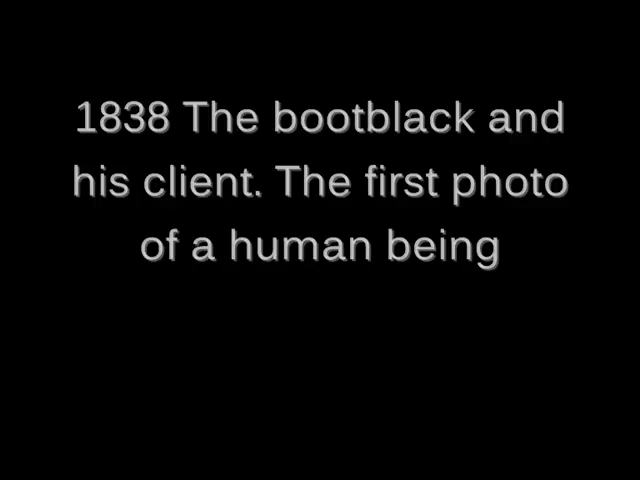 1838 The bootblack and
his client. The first photo
of a human being